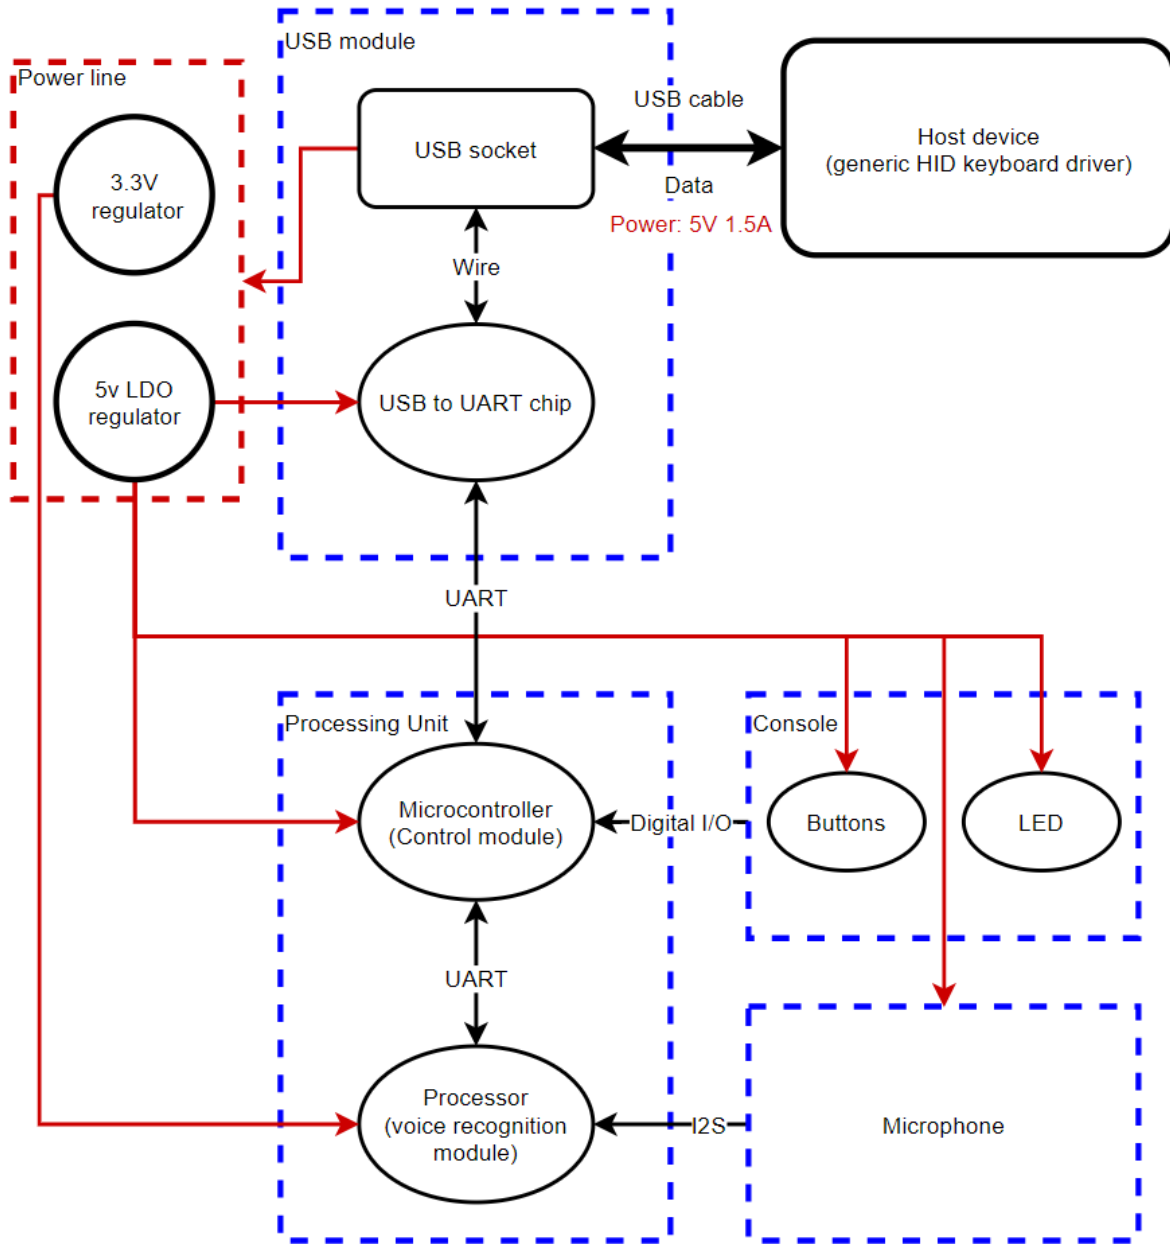 USB module
Power line
USB cable
Host device
(generic HID keyboard driver)
USB socket
3.3V
regulator
Data
Power: 5V 1.5A
Wire
5v LDO
regulator
USB to UART chip
UART
Processing Unit
Console
Microcontroller
(Control module)
Digital I/O
Buttons
LED
UART
Processor
(voice recognition
module)
I2S
Microphone